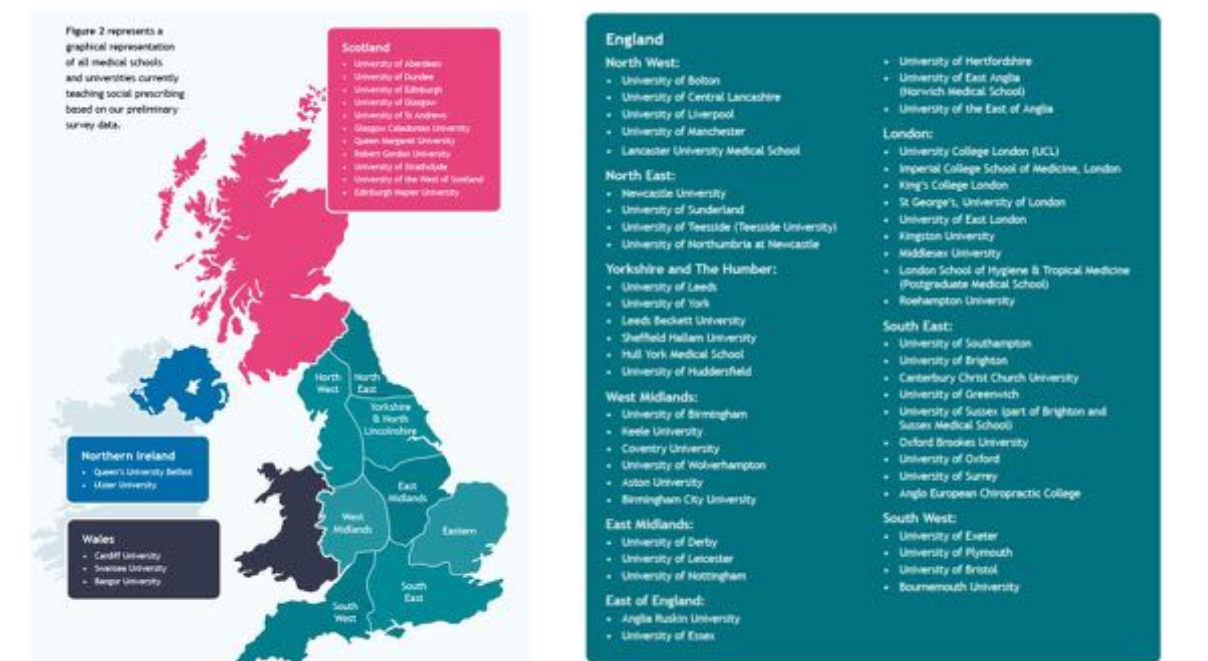 Figure 2 represents a
graphical representation
of all medical schools
and universities currently
teaching social prescribing
based on our preliminary
survey data.
Scotland
• University of Aberdeen
• University of Dundee
• University of Edinburgh
• University of Glasgow
• University of St Andrews
• Glasgow Caledonian University
• Queen Margaret University
• Robert Gordon University
• University of Strathclyde
• University of the West of Scotland
• Edinburgh Napier University
North
West
North
East
Yorkshire
& North
Lincolnshire
East
Midlands
West
Midlands
Eastern
South
East
South
West
Northern Ireland
• Queen's University Belfast
• Ulster University
Wales
• Cardiff University
• Swansea University
• Bangor University
England
North West:
• University of Bolton
• University of Central Lancashire
• University of Liverpool
• University of Manchester
• Lancaster University Medical School
North East:
• Newcastle University
• University of Sunderland
• University of Teesside (Teesside University)
• University of Northumbria at Newcastle
Yorkshire and The Humber:
• University of Leeds
• University of York
• Leeds Beckett University
• Sheffield Hallam University
• Hull York Medical School
• University of Huddersfield
West Midlands:
• University of Birmingham
• Keele University
• Coventry University
• University of Wolverhampton
• Aston University
• Birmingham City University
East Midlands:
• University of Derby
• University of Leicester
• University of Nottingham
East of England:
• Anglia Ruskin University
• University of Essex
• University of Hertfordshire
• University of East Anglia
(Norwich Medical School)
• University of the East of Anglia
London:
• University College London (UCL)
• Imperial College School of Medicine, London
• King's College London
• St George's, University of London
• University of East London
• Kingston University
• Middlesex University
• London School of Hygiene & Tropical Medicine
(Postgraduate Medical School)
• Roehampton University
South East:
• University of Southampton
• University of Brighton
• Canterbury Christ Church University
• University of Greenwich
• University of Sussex (part of Brighton and
Sussex Medical School)
• Oxford Brookes University
• University of Oxford
• University of Surrey
• Anglo European Chiropractic College
South West:
• University of Exeter
• University of Plymouth
• University of Bristol
• Bournemouth University